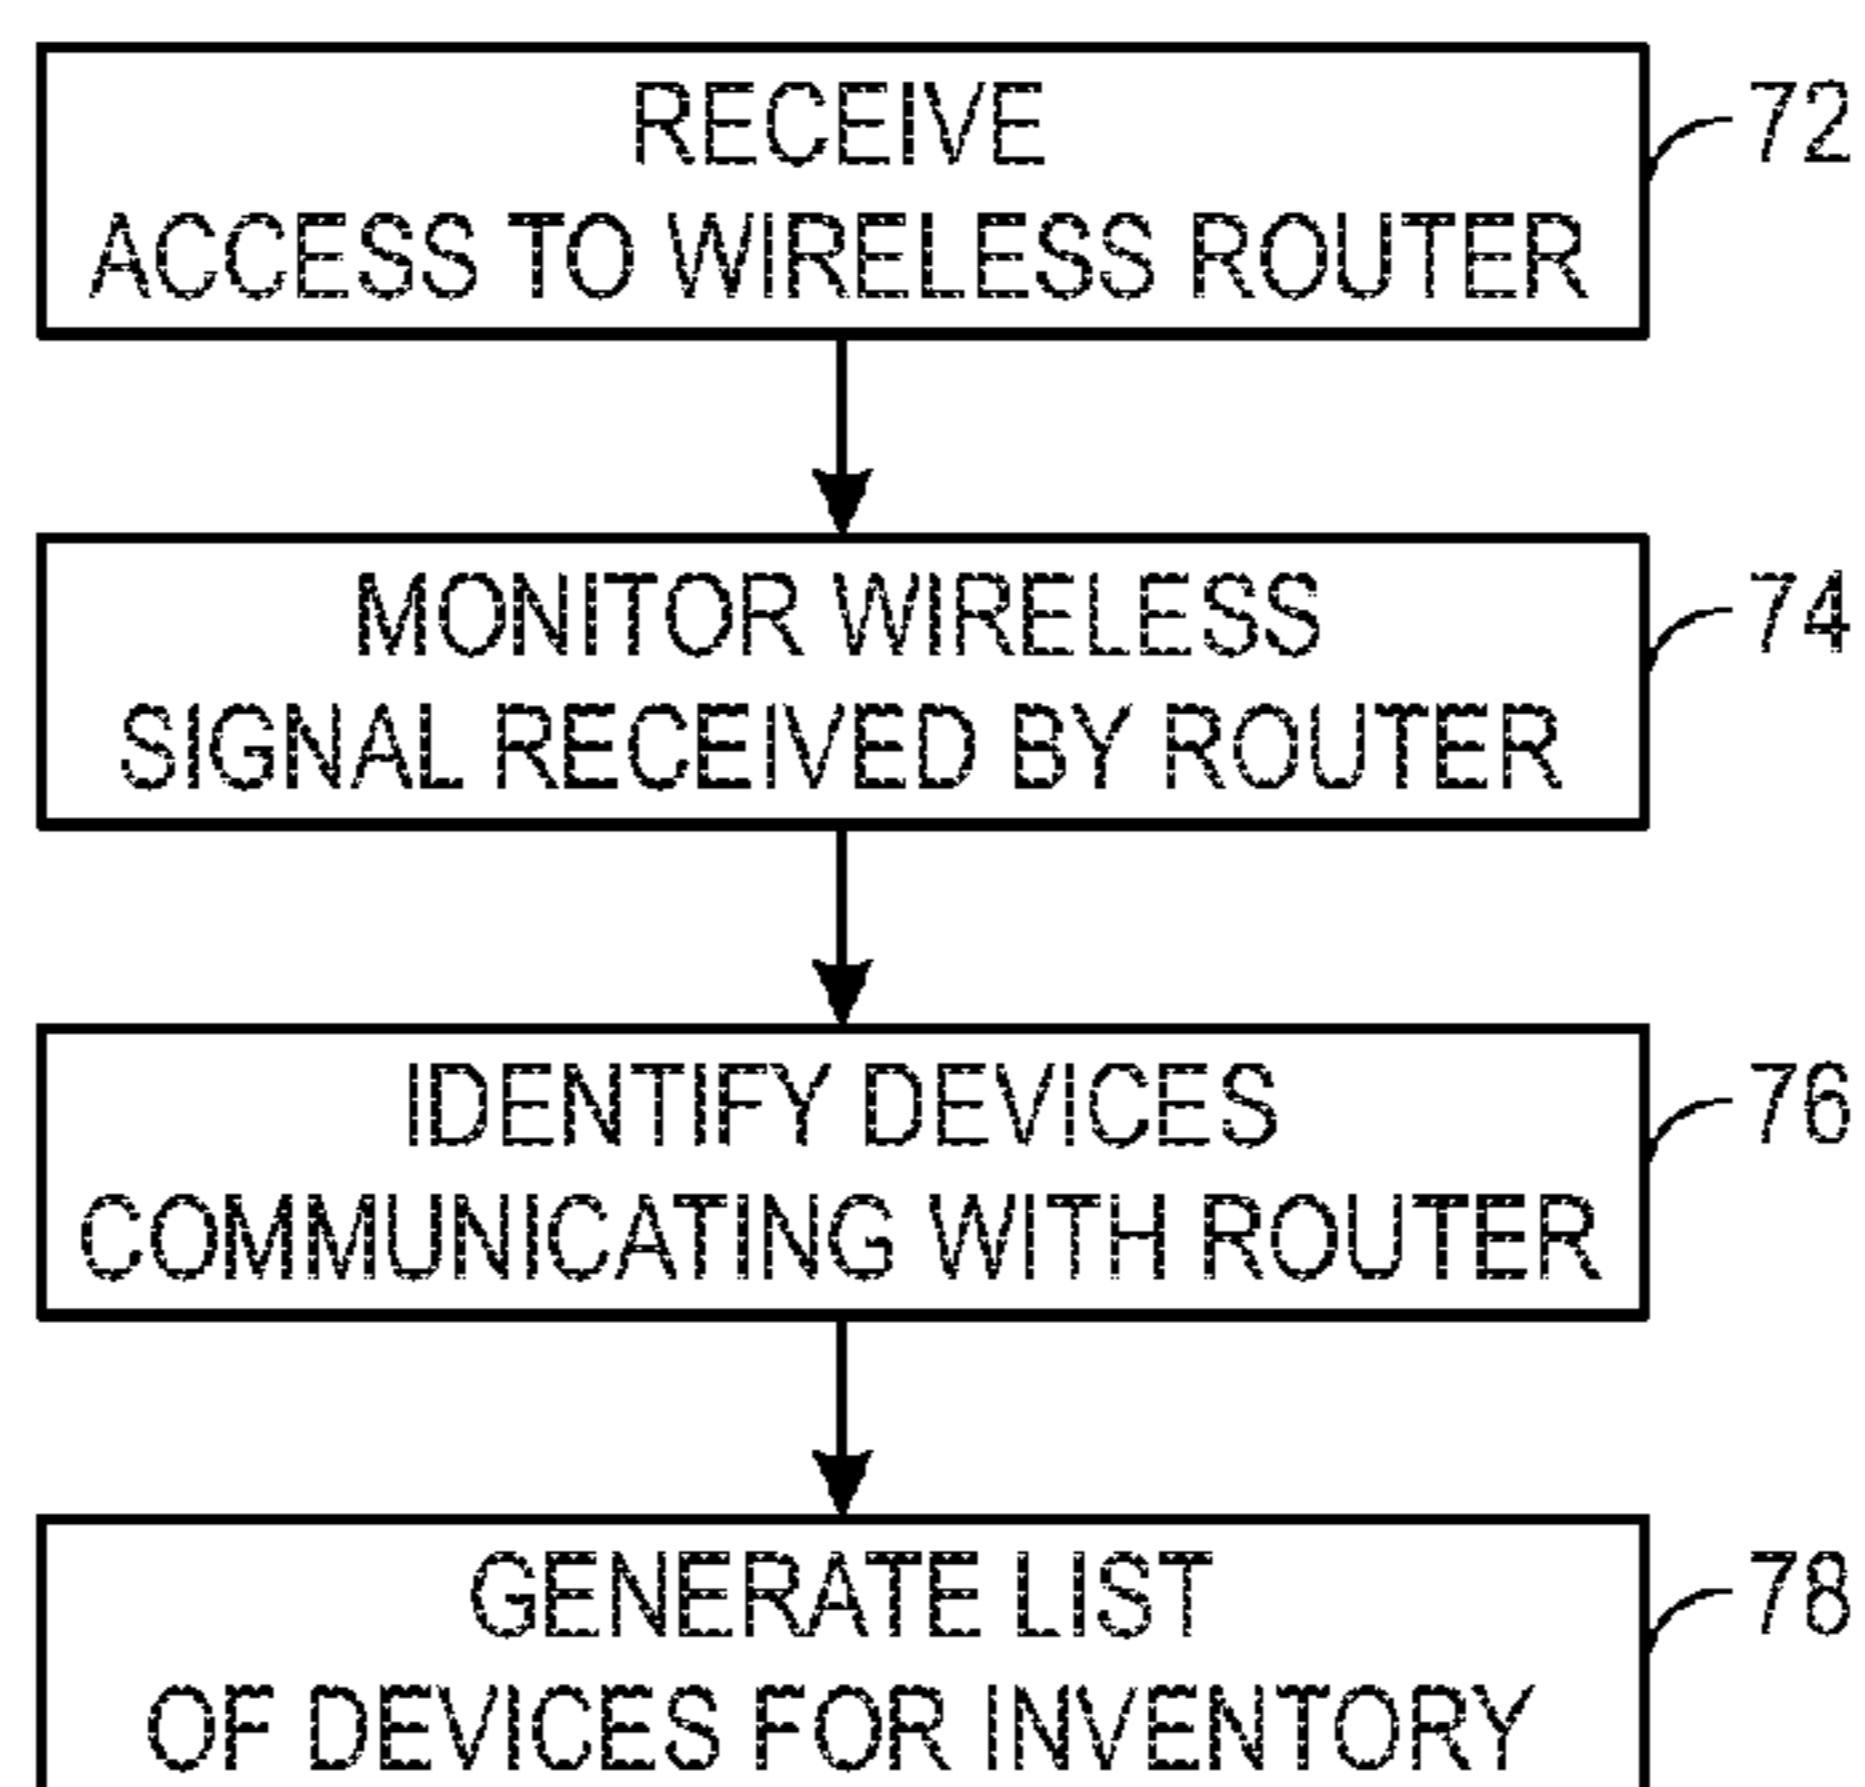 RECEIVE
ACCESS TO WIRELESS ROUTER
72
MONITOR WIRELESS
SIGNAL RECEIVED BY ROUTER
74
IDENTIFY DEVICES
COMMUNICATING WITH ROUTER
76
GENERATE LIST
OF DEVICES FOR INVENTORY
78